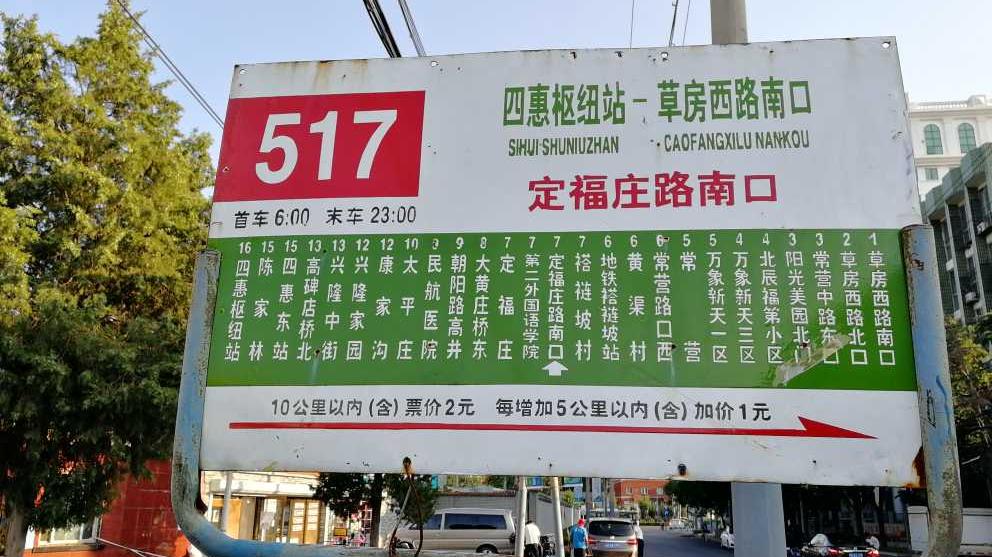 517
四惠枢纽站-草房西路南口
SIHUI SHUNIUZHAN CAOFANGXILU NANKOU
定福庄路南口
首车 6:00 末车 23:00
16 四惠枢纽站
15 陈家林
15 四惠东站
13 高碑店桥北
13 兴隆中街
12 兴隆家园
12 康家沟
10 太平庄
9 民航医院
9 朝阳路高井
8 大黄庄桥东
7 定福庄
7 第二外国语学院
7 定福庄路南口
7 褡裢坡村
6 地铁褡裢坡站
6 黄渠村
6 常营路口西
5 常营
5 万象新天一区
4 万象新天三区
4 北辰福第小区
3 阳光美园北门
3 常营中路东口
2 草房西路北口
1 草房西路南口
10公里以内(含)票价2元 每增加5公里以内(含)加价1元